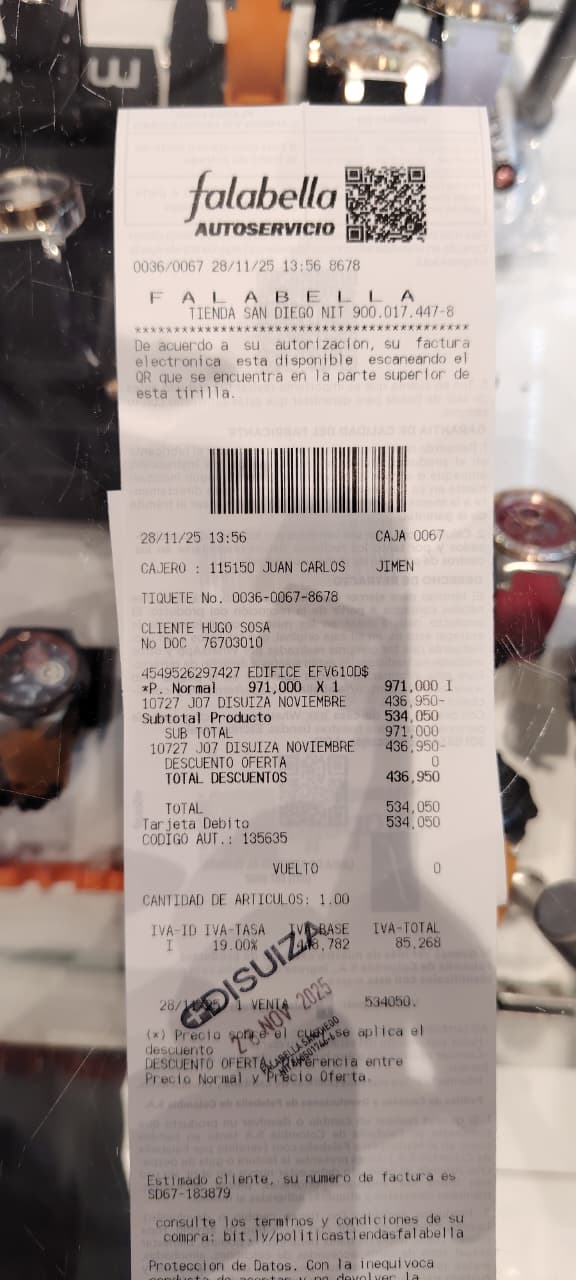 falabella
AUTOSERVICIO
0036/0067 28/11/25 13:56 8678
F A L A B E L L A
TIENDA SAN DIEGO NIT 900.017.447-8
************************************************
De acuerdo a su autorización, su factura
electronica esta disponible escaneando el
QR que se encuentra en la parte superior de
esta tirilla.
28/11/25 13:56 CAJA 0067
CAJERO : 115150 JUAN CARLOS JIMEN
TIQUETE No. 0036-0067-8678
CLIENTE HUGO SOSA
No DOC 76703010
4549526297427 EDIFICE EFV610D$
*P. Normal 971,000 X 1 971,000 I
10727 J07 DISUIZA NOVIEMBRE 436,950-
Subtotal Producto 534,050
SUB TOTAL 971,000
10727 J07 DISUIZA NOVIEMBRE 436,950-
DESCUENTO OFERTA 0
TOTAL DESCUENTOS 436,950
TOTAL 534,050
Tarjeta Debito 534,050
CODIGO AUT.: 135635
VUELTO 0
CANTIDAD DE ARTICULOS: 1.00
IVA-ID IVA-TASA IVA-BASE IVA-TOTAL
I 19.00% 448,782 85,268
DISUIZA
28 NOV 2025
28/11/25 1 VENTA 534050.
(*) Precio sobre el cual se aplica el
descuento
DESCUENTO OFERTA: Diferencia entre
Precio Normal y Precio Oferta.
Estimado cliente, su numero de factura es
SD67-183879
consulte los terminos y condiciones de su
compra: bit.ly/politicastiendasfalabella
Proteccion de Datos. Con la inequivoca